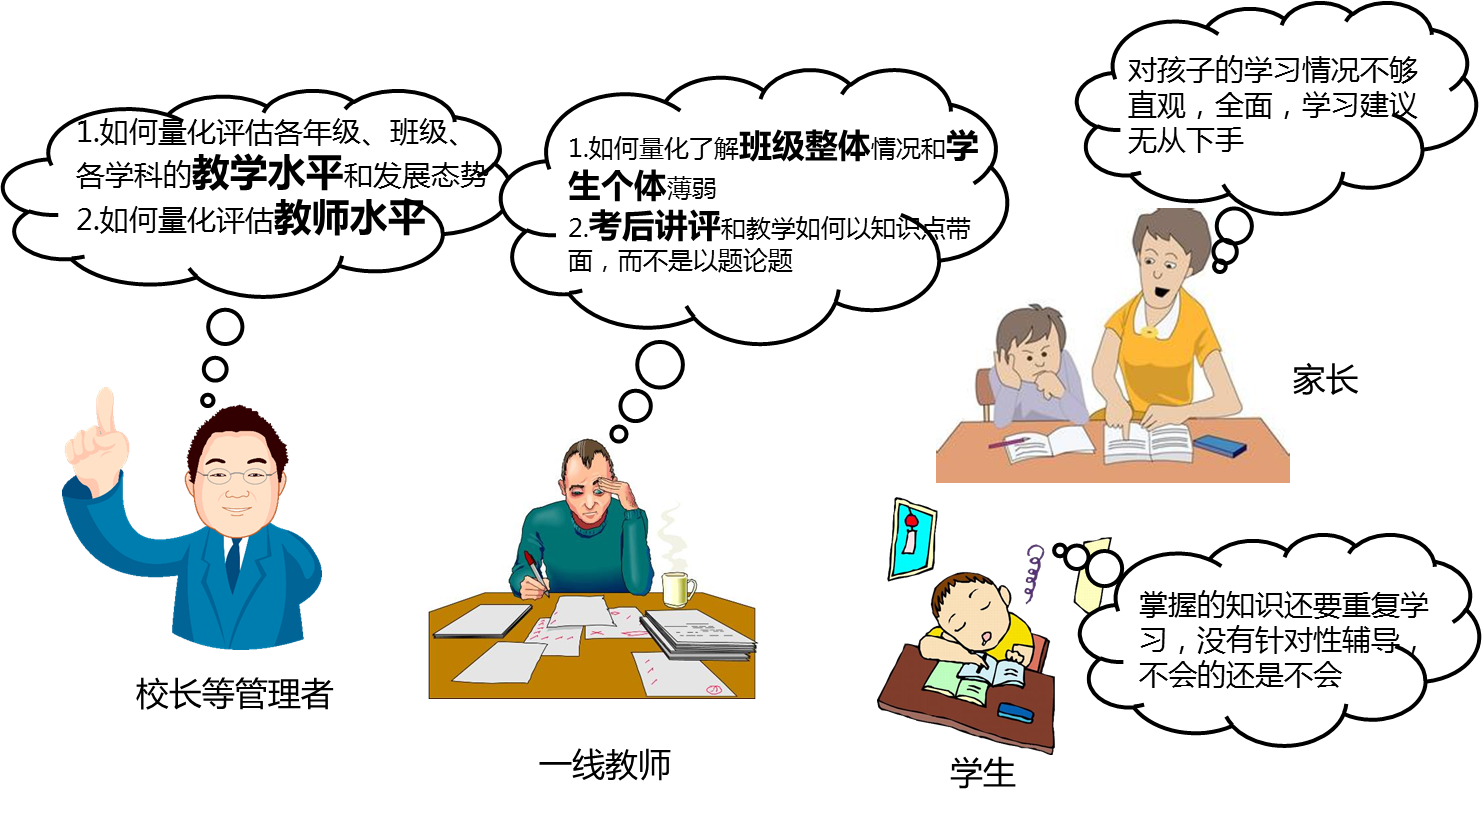 1.如何量化评估各年级、班级、
各学科的教学水平和发展态势
2.如何量化评估教师水平
校长等管理者
1.如何量化了解班级整体情况和学
生个体薄弱
2.考后讲评和教学如何以知识点带
面，而不是以题论题
一线教师
对孩子的学习情况不够
直观，全面，学习建议
无从下手
家长
掌握的知识还要重复学
习，没有针对性辅导，
不会的还是不会
学生